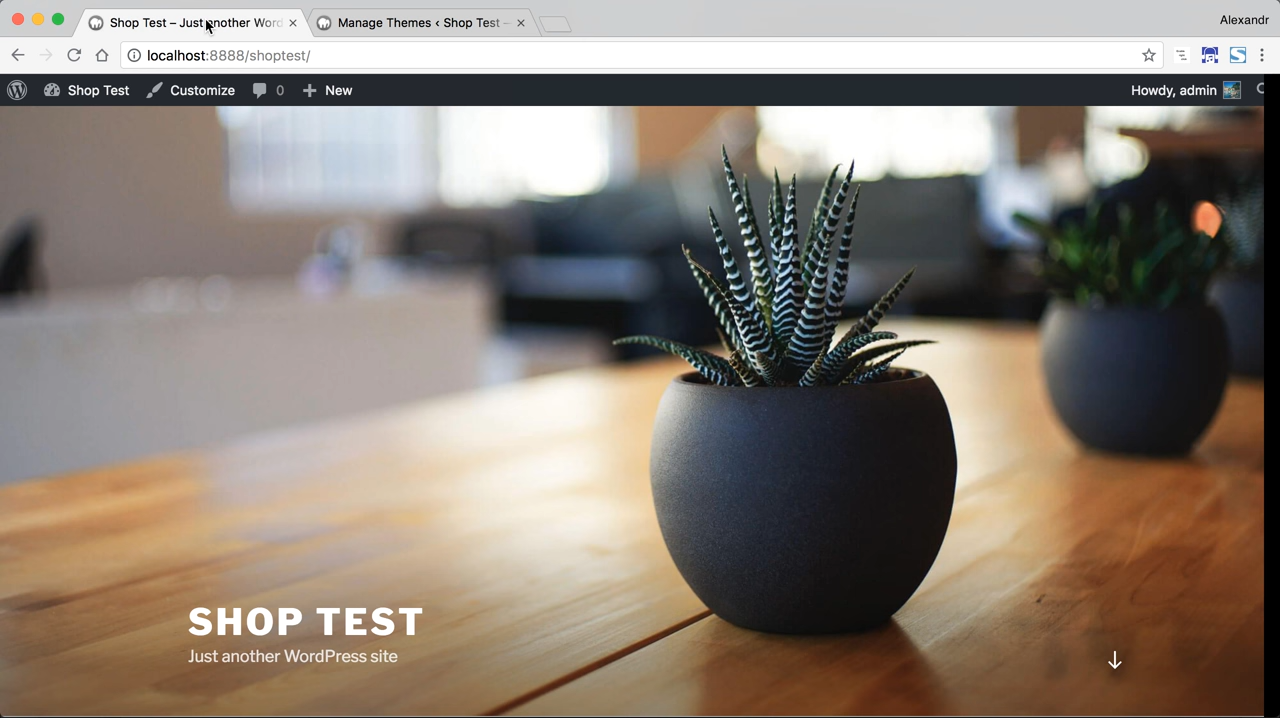 Shop Test – Just another Word
Manage Themes ‹ Shop Test –
Alexandr
localhost:8888/shoptest/
Shop Test Customize 0 New Howdy, admin
SHOP TEST
Just another WordPress site